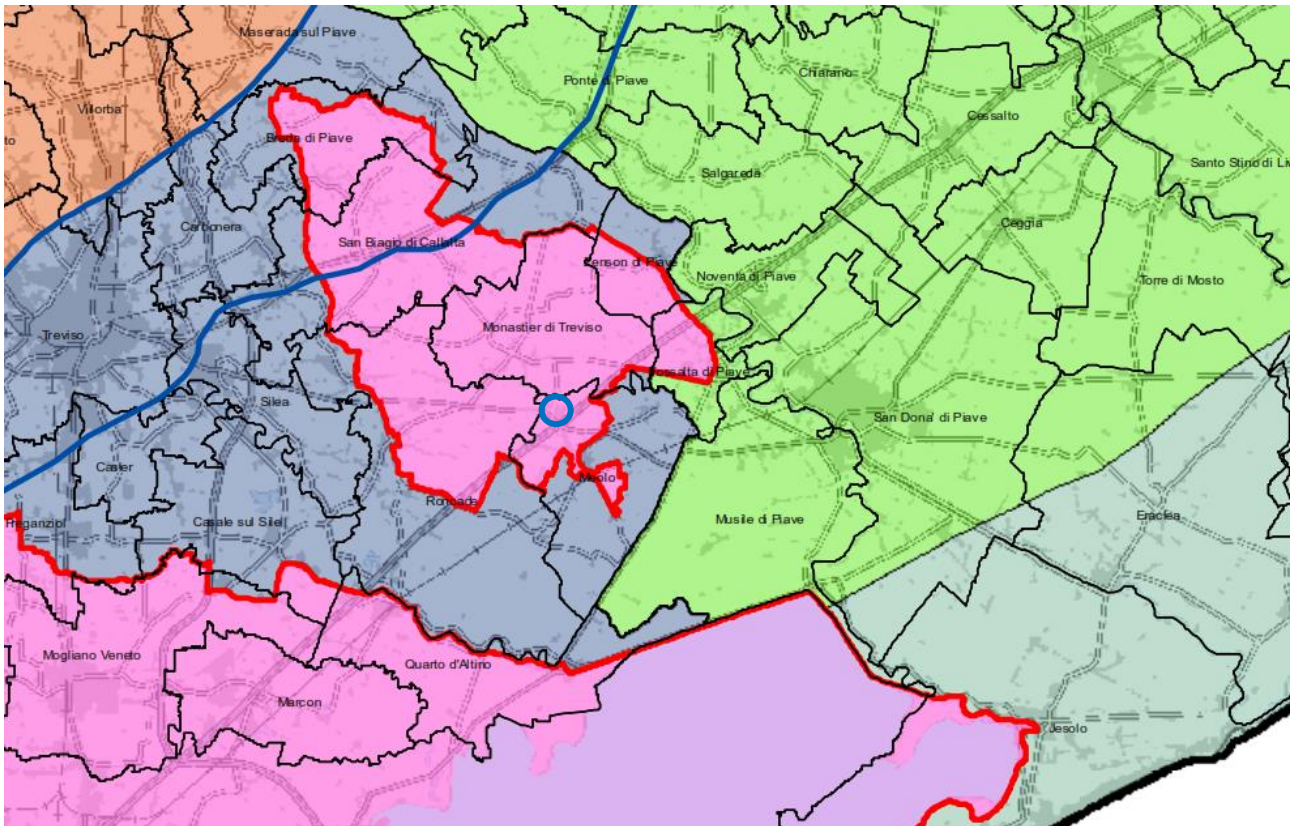 Maserada sul Piave
Ponte di Piave
Chiarano
Villorba
Cessalto
to
Breda di Piave
Santo Stino di Liv
Salgareda
Carbonera
Ceggia
San Biagio di Callalta
Zenson di Piave
Noventa di Piave
Torre di Mosto
Treviso
Monastier di Treviso
Fossalta di Piave
Silea
San Dona' di Piave
Casier
Meolo
Roncade
Eraclea
Preganziol
Casale sul Sile
Musile di Piave
Mogliano Veneto
Quarto d'Altino
Marcon
Jesolo